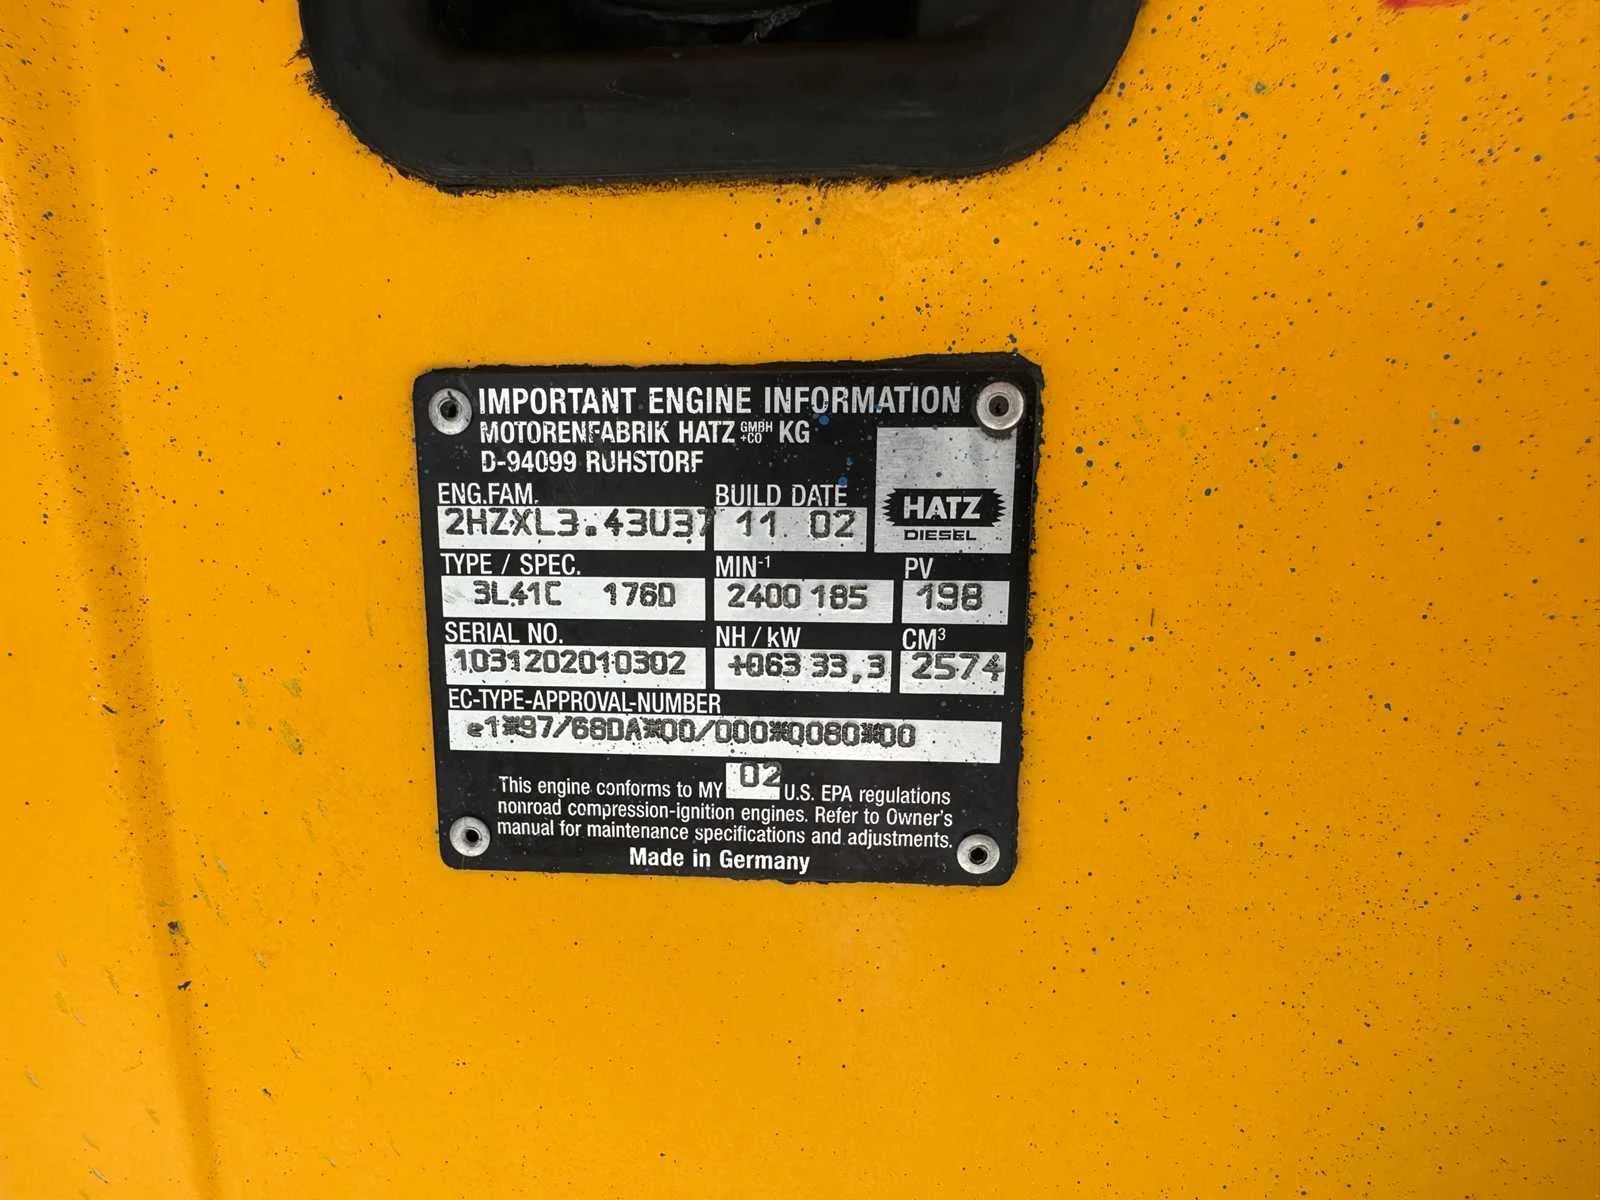 IMPORTANT ENGINE INFORMATION
MOTORENFABRIK HATZ GMBH +CO KG
D-94099 RUHSTORF
HATZ
DIESEL
ENG.FAM. BUILD DATE
2HZXL3.43U37 11 02
TYPE / SPEC. MIN-¹ PV
3L41C 176D 2400 185 198
SERIAL NO. NH / kW CM³
1031202010302 +063 33,3 2574
EC-TYPE-APPROVAL-NUMBER
e1*97/68DA*00/000*0080*00
This engine conforms to MY 02 U.S. EPA regulations
nonroad compression-ignition engines. Refer to Owner's
manual for maintenance specifications and adjustments.
Made in Germany